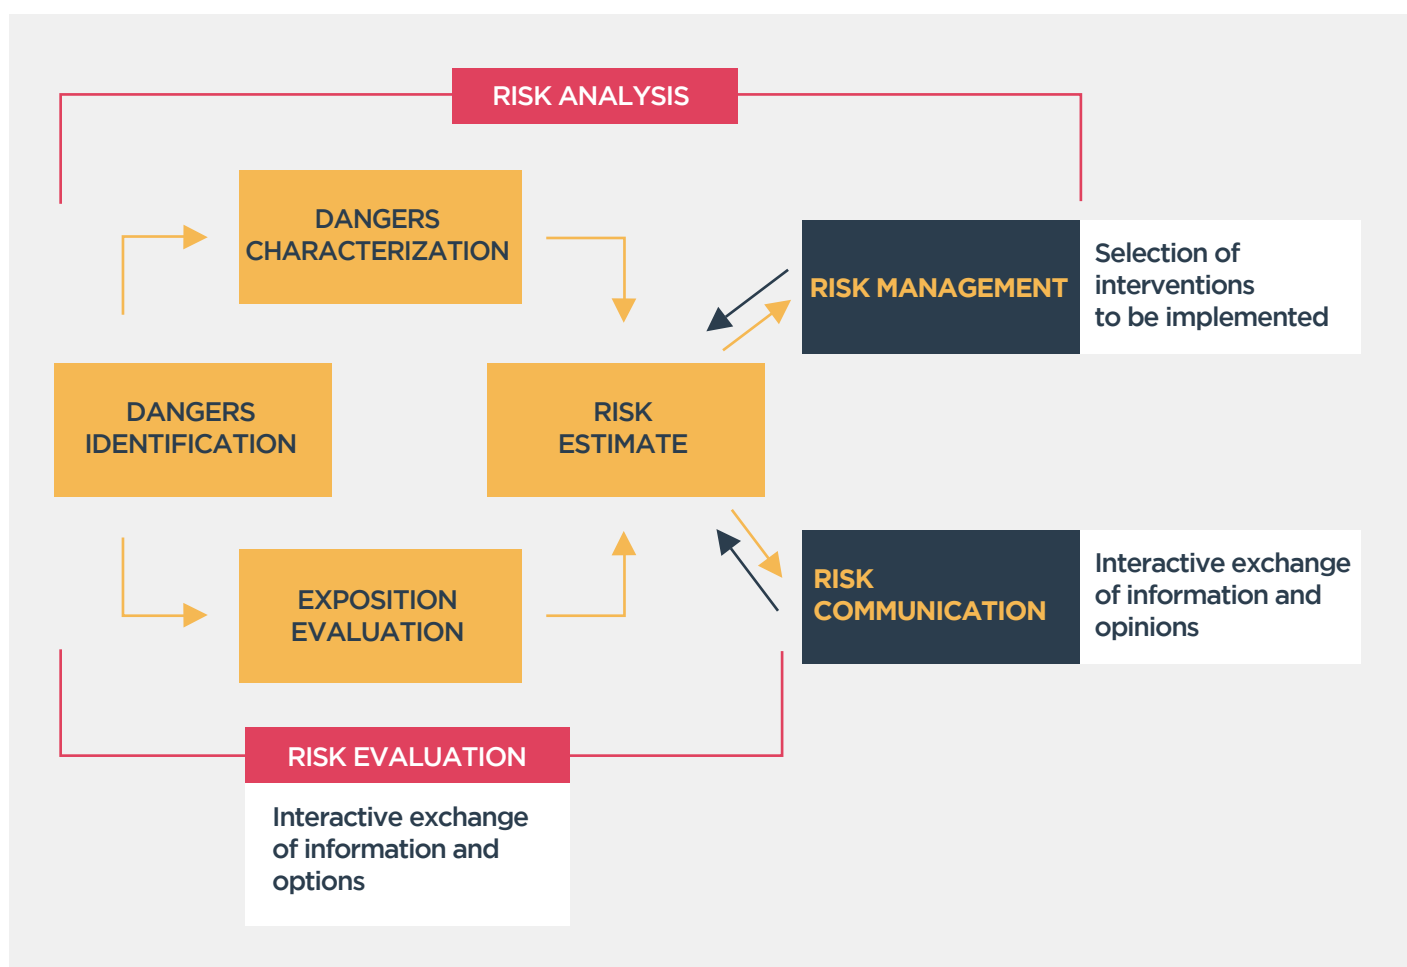 RISK ANALYSIS
DANGERS
CHARACTERIZATION
RISK MANAGEMENT
Selection of
interventions
to be implemented
DANGERS
IDENTIFICATION
RISK
ESTIMATE
EXPOSITION
EVALUATION
RISK
COMMUNICATION
Interactive exchange
of information and
opinions
RISK EVALUATION
Interactive exchange
of information and
options